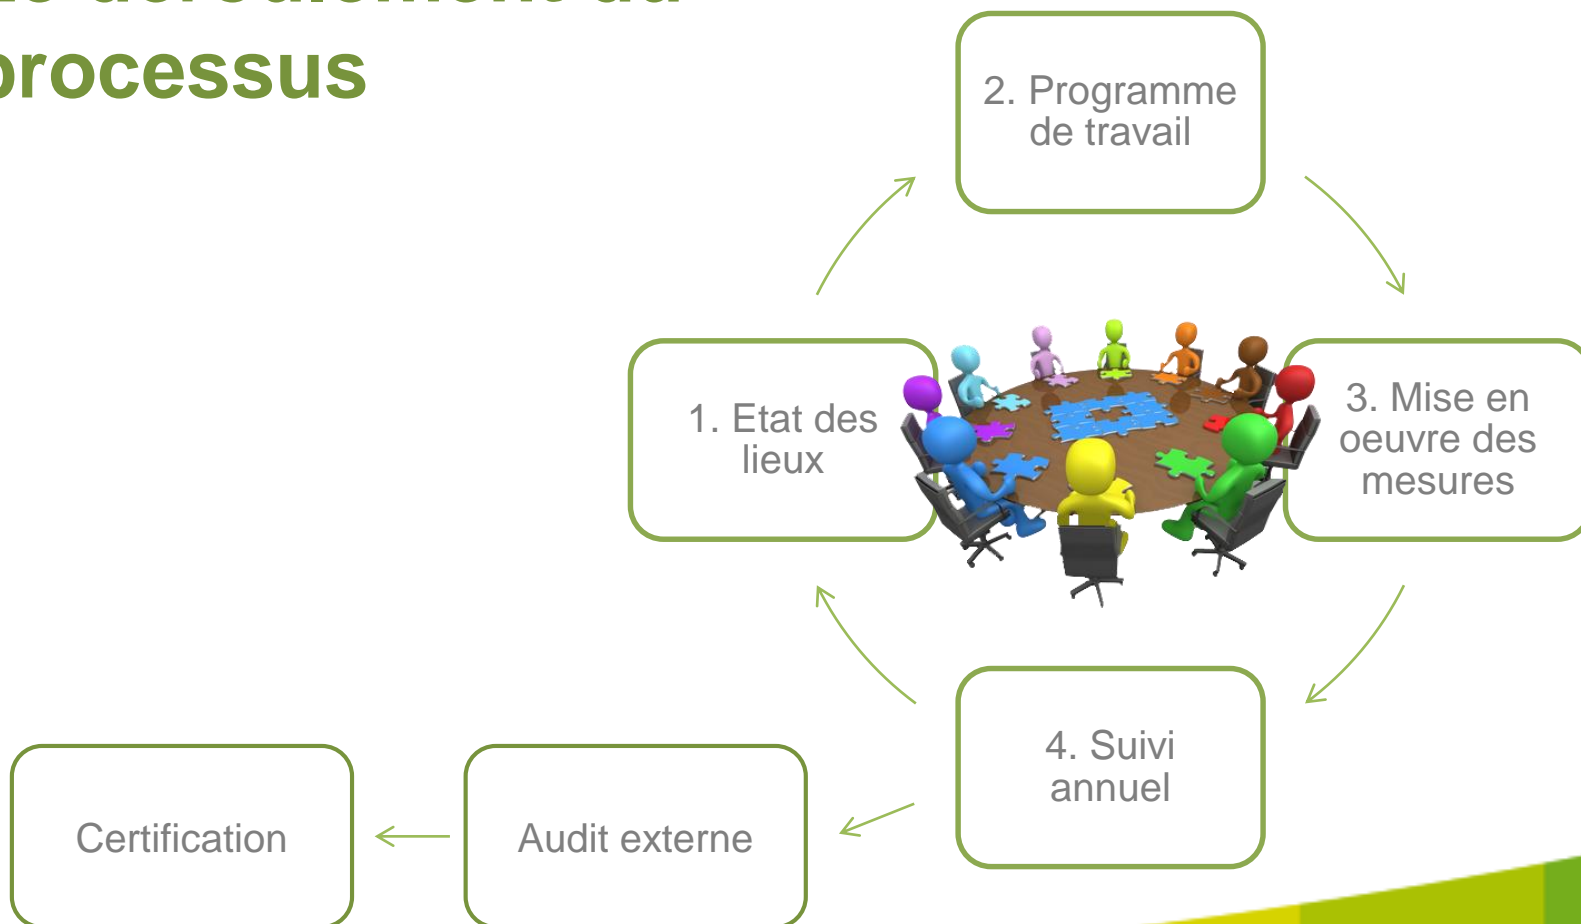 processus
2. Programme
de travail
1. Etat des
lieux
3. Mise en
oeuvre des
mesures
4. Suivi
annuel
Audit externe
Certification